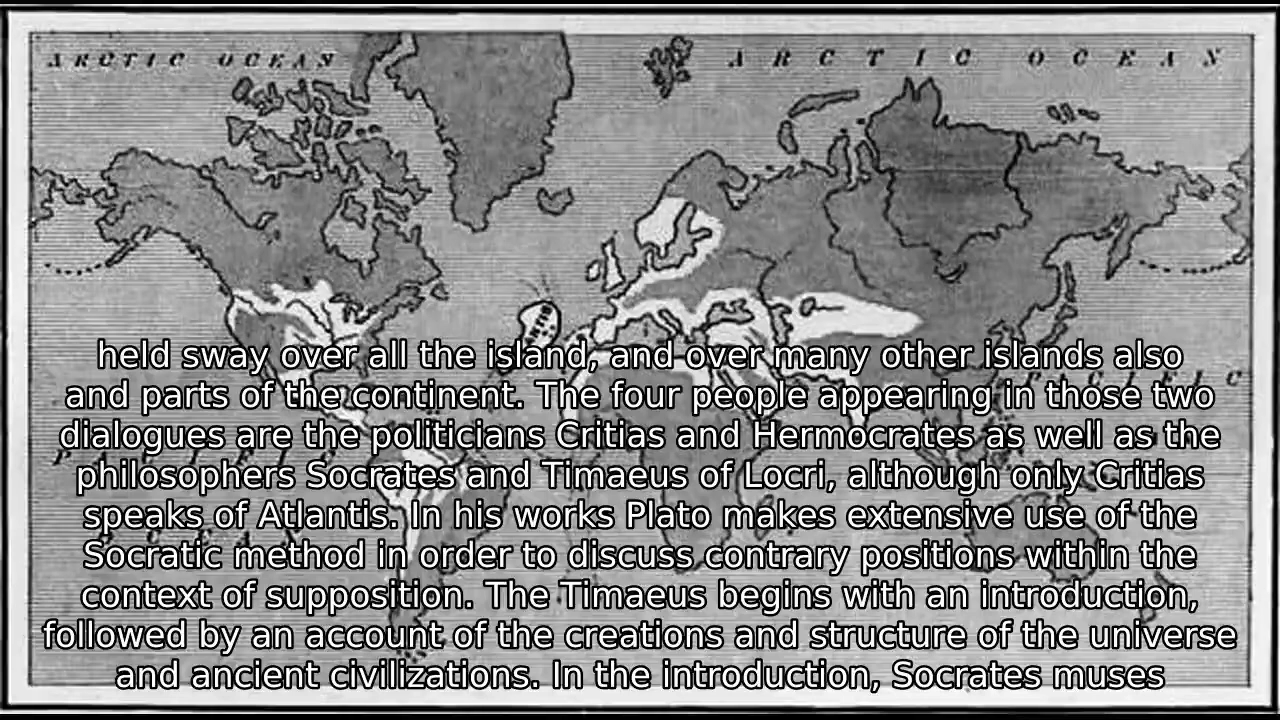 ARCTIC OCEAN
ARCTIC OCEAN
held sway over all the island, and over many other islands also
and parts of the continent. The four people appearing in those two
dialogues are the politicians Critias and Hermocrates as well as the
philosophers Socrates and Timaeus of Locri, although only Critias
speaks of Atlantis. In his works Plato makes extensive use of the
Socratic method in order to discuss contrary positions within the
context of supposition. The Timaeus begins with an introduction,
followed by an account of the creations and structure of the universe
and ancient civilizations. In the introduction, Socrates muses